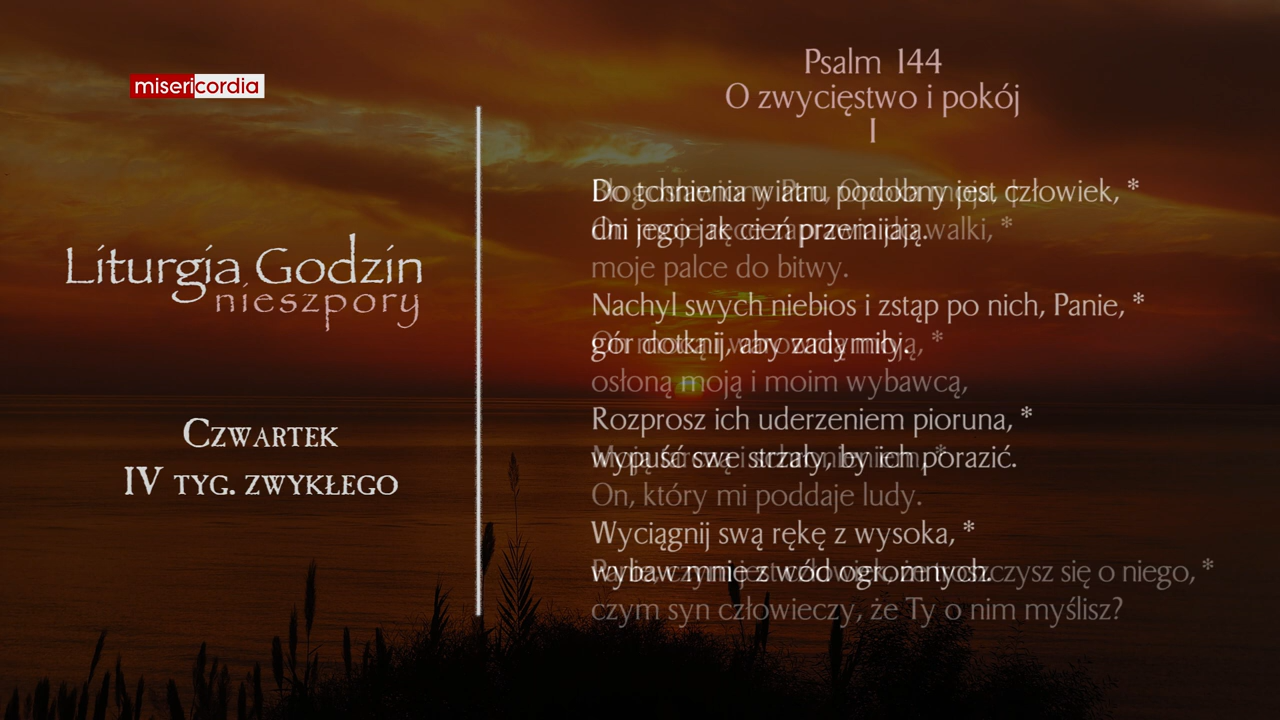 misericordia
Liturgia Godzin
nieszpory
Czwartek
IV tyg. zwykłego
Psalm 144
O zwycięstwo i pokój
I
Do tchnienia wiatru podobny jest człowiek, *
dni jego jak cień przemijają.
moje palce do bitwy.
Nachyl swych niebios i zstąp po nich, Panie, *
gór dotknij, aby zadymiły.
osłoną moją i moim wybawcą,
Rozprosz ich uderzeniem pioruna, *
wypuść swe strzały, by ich porazić.
On, który mi poddaje ludy.
Wyciągnij swą rękę z wysoka, *
wybaw mnie z wód ogromnych.
czym syn człowieczy, że Ty o nim myślisz?